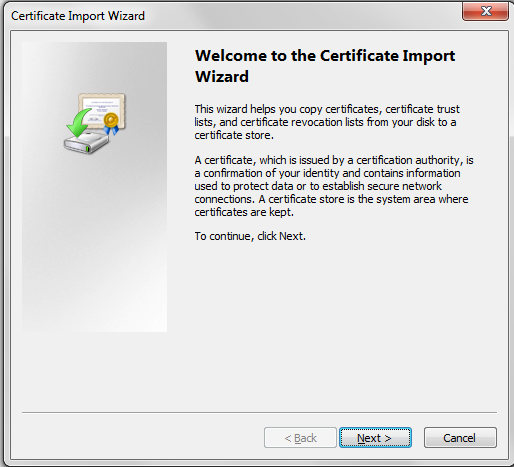 Certificate Import Wizard
Welcome to the Certificate Import
Wizard
This wizard helps you copy certificates, certificate trust
lists, and certificate revocation lists from your disk to a
certificate store.
A certificate, which is issued by a certification authority, is
a confirmation of your identity and contains information
used to protect data or to establish secure network
connections. A certificate store is the system area where
certificates are kept.
To continue, click Next.
< Back
Next >
Cancel